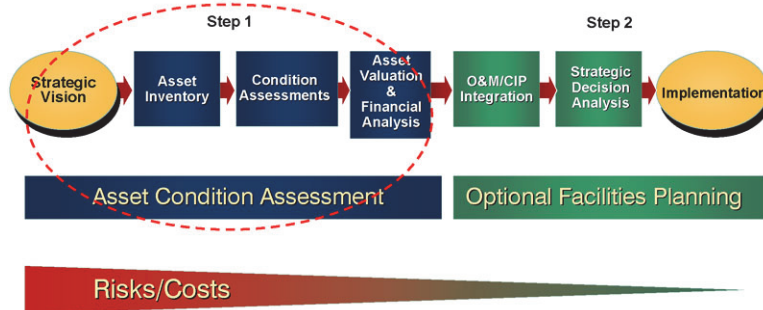 Step 1
Step 2
Strategic
Vision
Asset
Inventory
Condition
Assessments
Asset
Valuation
&
Financial
Analysis
O&M/CIP
Integration
Strategic
Decision
Analysis
Implementation
Asset Condition Assessment
Optional Facilities Planning
Risks/Costs